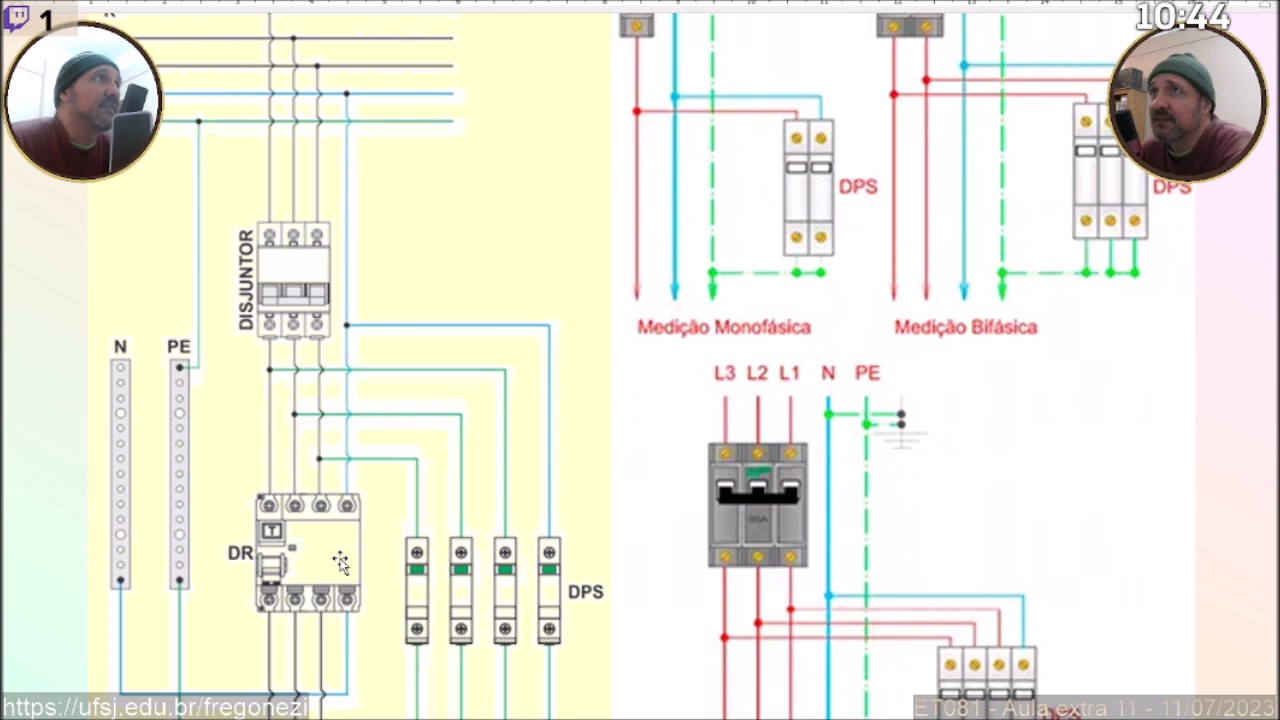 1
10:44
DISJUNTOR
N
PE
DR
T
DPS
DPS
DPS
Medição Monofásica
Medição Bifásica
L3
L2
L1
N
PE
https://ufsj.edu.br/fregonezi
ET081 - Aula extra 11 - 11/07/2023